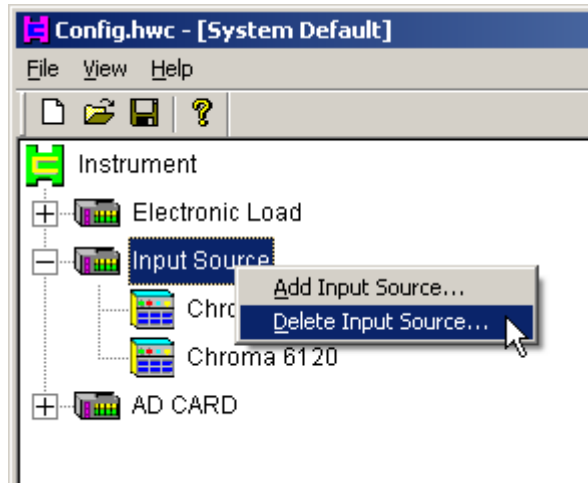 Config.hwc - [System Default]
File View Help
Instrument
Electronic Load
Input Source
Add Input Source...
Delete Input Source...
Chroma 6120
AD CARD